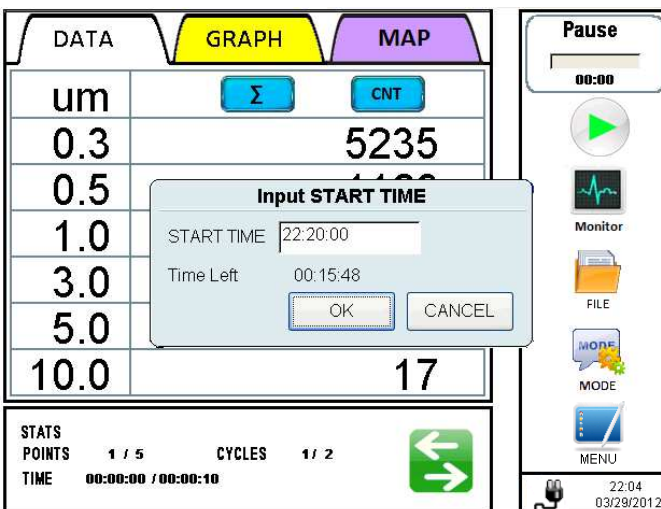 DATA
GRAPH
MAP
um
Σ
CNT
0.3
5235
0.5
1.0
3.0
5.0
10.0
17
Input START TIME
START TIME 22:20:00
Time Left 00:15:48
OK
CANCEL
STATS
POINTS 1 / 5 CYCLES 1/ 2
TIME 00:00:00 / 00:00:10
Pause
00:00
Monitor
FILE
MODE
MODE
MENU
22:04
03/29/2012